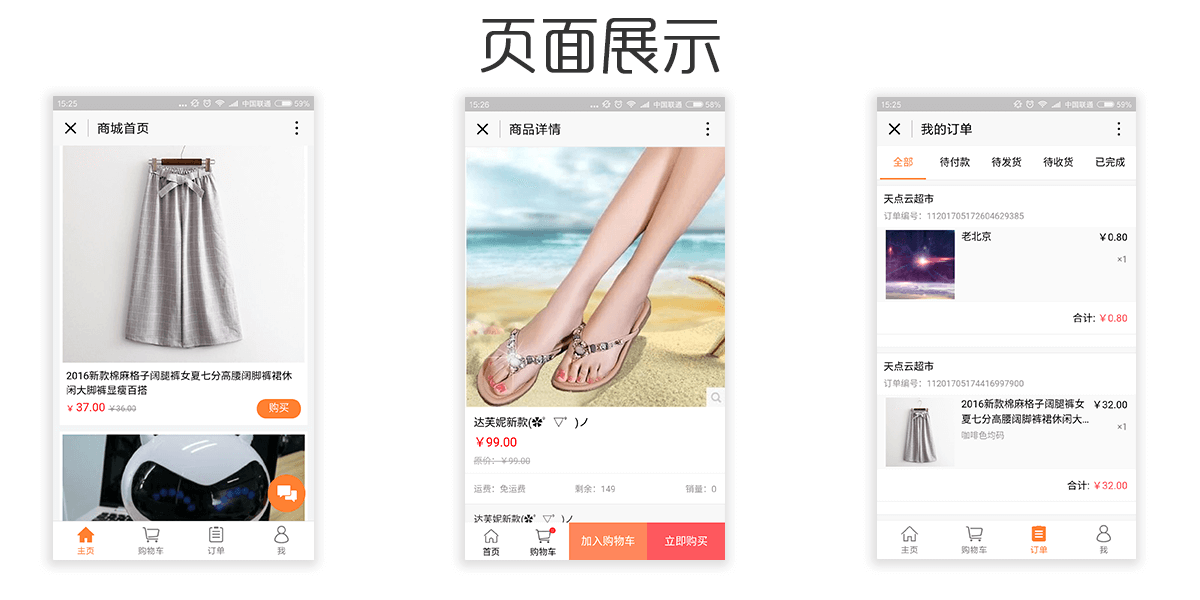 页面展示
15:25
... 中国联通 59%
商城首页
2016新款棉麻格子阔腿裤女夏七分高腰阔脚裤裙休
闲大脚裤显瘦百搭
¥ 37.00 ¥36.00
购买
主页
购物车
订单
我
15:26
... 中国联通 58%
商品详情
达芙妮新款(✿ﾟ▽ﾟ)ノ
¥99.00
原价：¥99.00
运费：免运费
剩余：149
销量：0
达芙妮新款(✿ﾟ▽ﾟ)ノ
首页
购物车
加入购物车
立即购买
15:25
中国联通 59%
我的订单
全部
待付款
待发货
待收货
已完成
天点云超市
订单编号：11201705172604629385
老北京
¥0.80
×1
合计: ¥0.80
天点云超市
订单编号：11201705174416997900
2016新款棉麻格子阔腿裤女
¥32.00
夏七分高腰阔脚裤裙休闲大...
×1
咖啡色均码
合计: ¥32.00
主页
购物车
订单
我